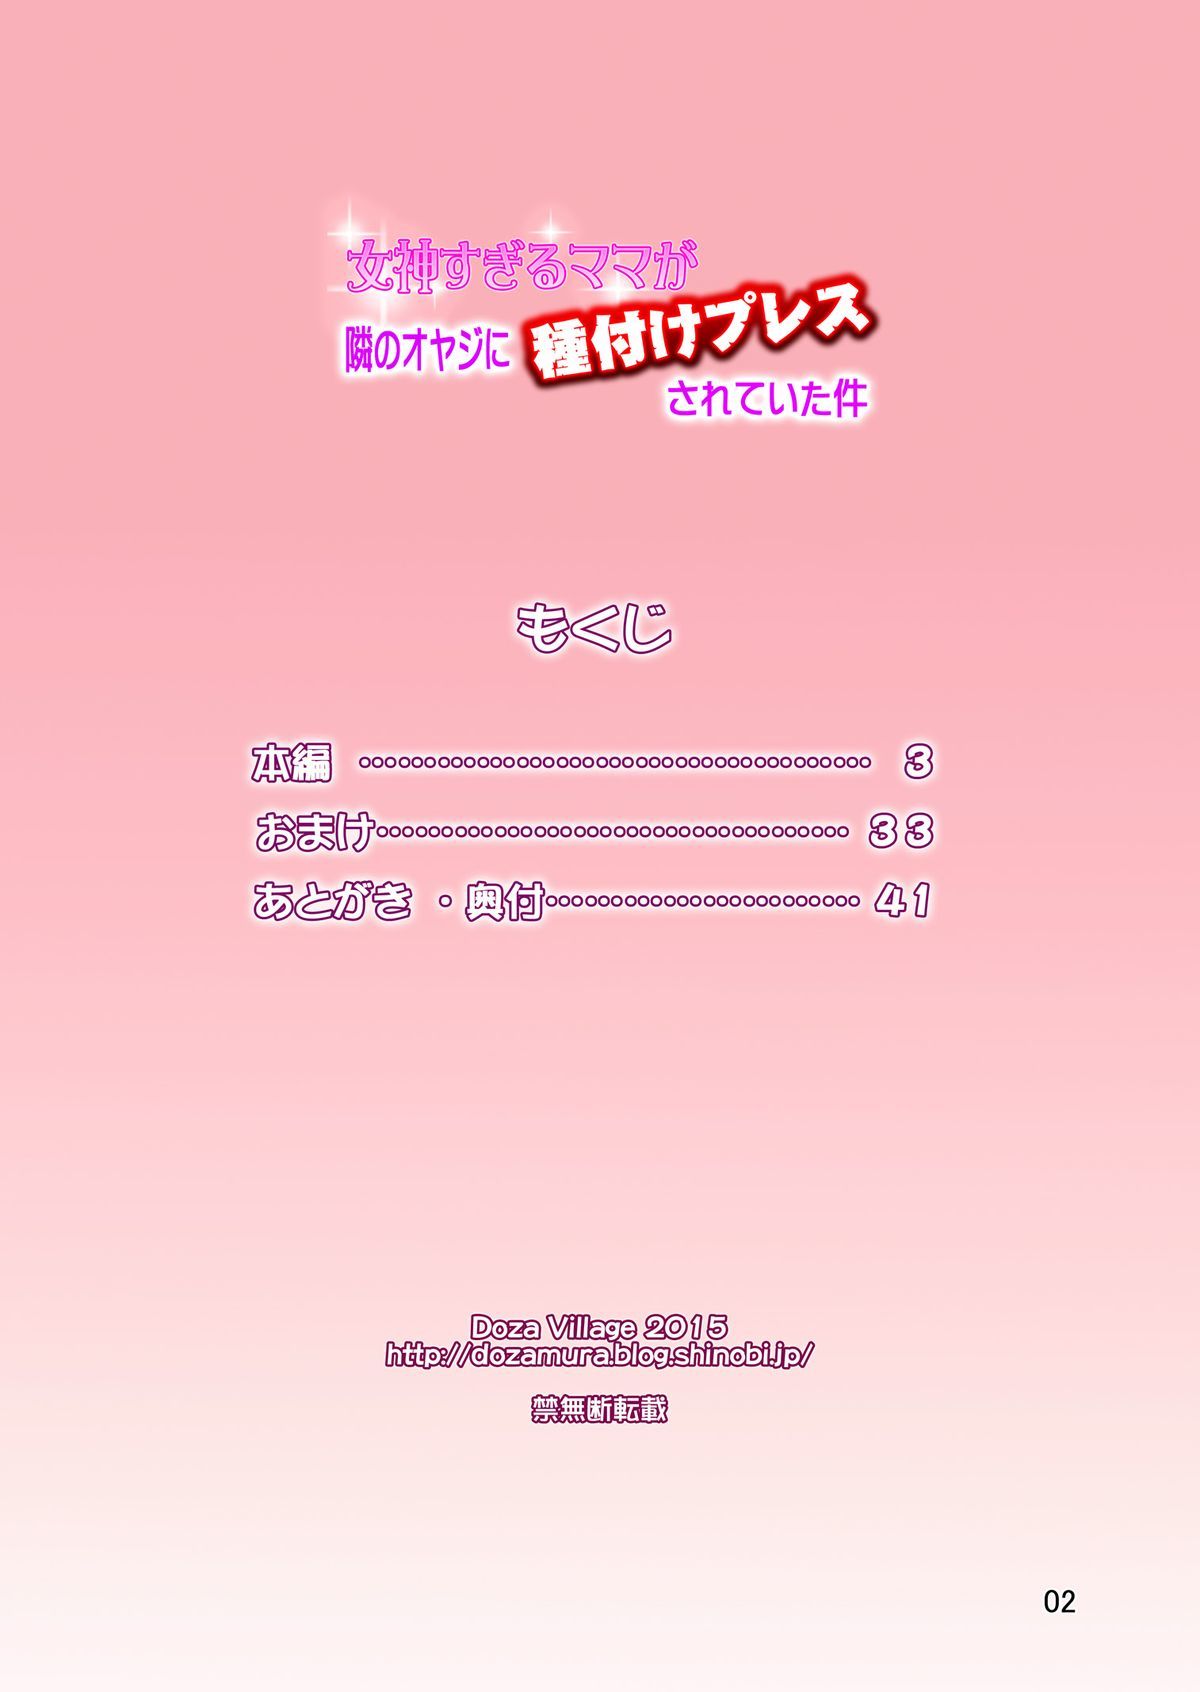 女神すぎるママが
隣のオヤジに種付けプレス
されていた件
もくじ
本編 ………………………………… 3
おまけ……………………………… 33
あとがき・奥付…………………… 41
Doza Village 2015
http://dozamura.blog.shinobi.jp/
禁無断転載
02